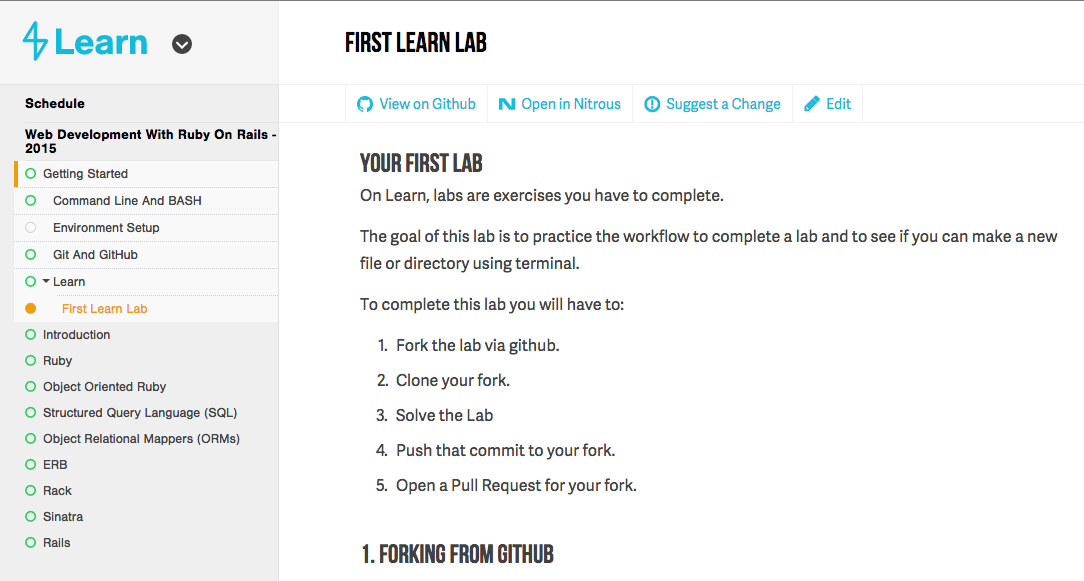 Learn
Schedule
Web Development With Ruby On Rails -
2015
Getting Started
Command Line And BASH
Environment Setup
Git And GitHub
Learn
First Learn Lab
Introduction
Ruby
Object Oriented Ruby
Structured Query Language (SQL)
Object Relational Mappers (ORMs)
ERB
Rack
Sinatra
Rails
FIRST LEARN LAB
View on Github
Open in Nitrous
Suggest a Change
Edit
YOUR FIRST LAB
On Learn, labs are exercises you have to complete.
The goal of this lab is to practice the workflow to complete a lab and to see if you can make a new
file or directory using terminal.
To complete this lab you will have to:
1. Fork the lab via github.
2. Clone your fork.
3. Solve the Lab
4. Push that commit to your fork.
5. Open a Pull Request for your fork.
1. FORKING FROM GITHUB